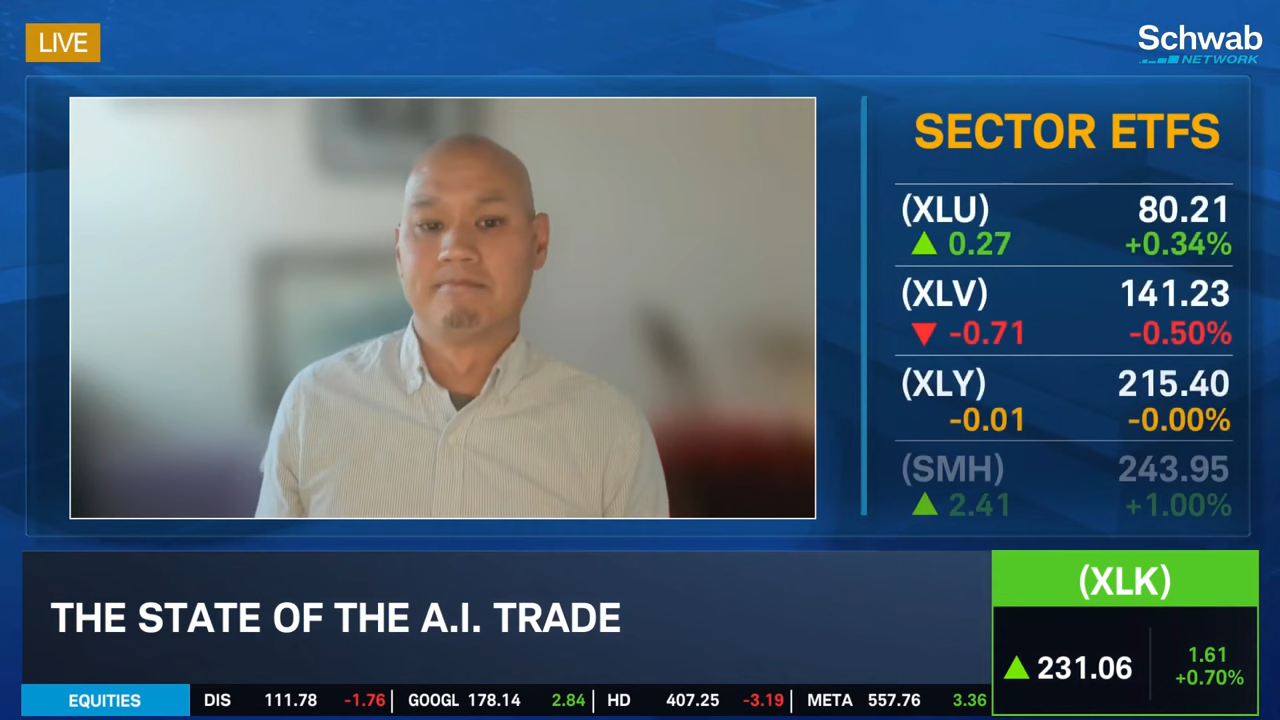 LIVE
Schwab
NETWORK
SECTOR ETFS
(XLU) 80.21
▲ 0.27 +0.34%
(XLV) 141.23
▼ -0.71 -0.50%
(XLY) 215.40
-0.01 -0.00%
(SMH) 243.95
▲ 2.41 +1.00%
THE STATE OF THE A.I. TRADE
(XLK)
▲ 231.06
1.61
+0.70%
EQUITIES DIS 111.78 -1.76 GOOGL 178.14 2.84 HD 407.25 -3.19 META 557.76 3.36